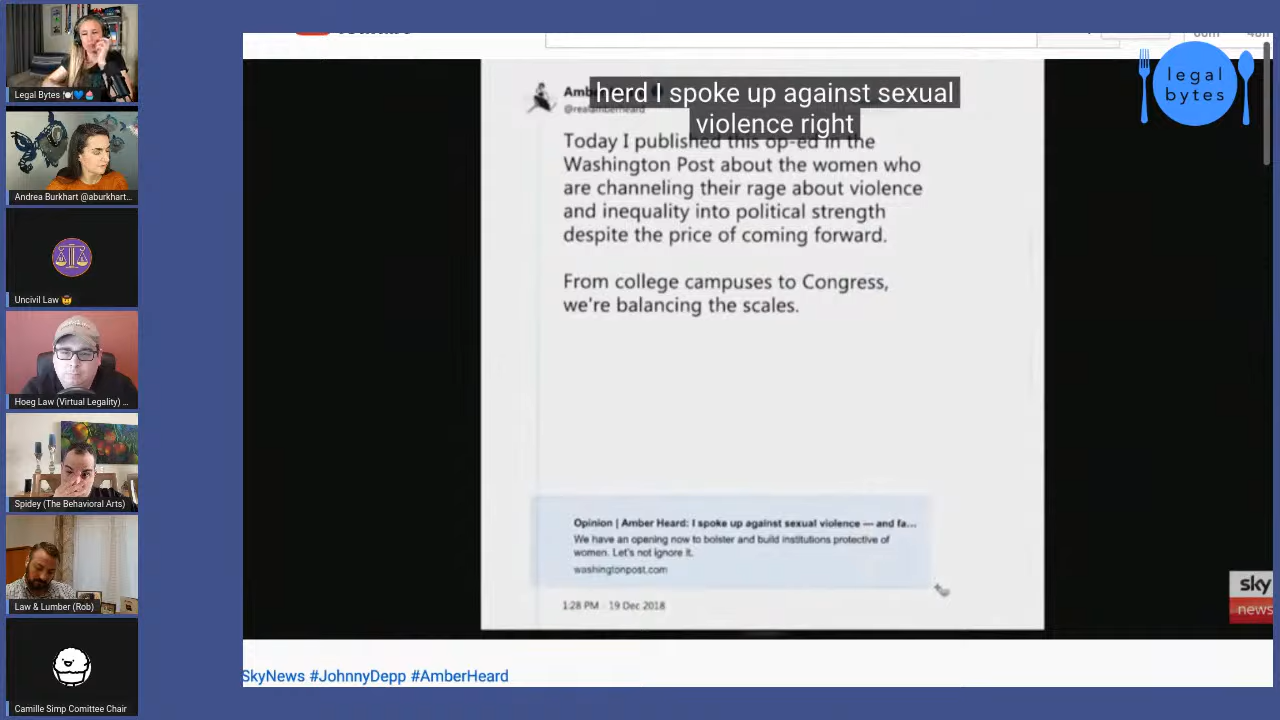 Legal Bytes
Andrea Burkhart @aburkhart...
Uncivil Law
Hoeg Law (Virtual Legality) ...
Spidey (The Behavioral Arts)
Law & Lumber (Rob)
Camille Simp Comittee Chair
herd I spoke up against sexual
violence right
Today I published this op-ed in the
Washington Post about the women who
are channeling their rage about violence
and inequality into political strength
despite the price of coming forward.
From college campuses to Congress,
we're balancing the scales.
Opinion | Amber Heard: I spoke up against sexual violence — and fa...
We have an opening now to bolster and build institutions protective of
women. Let's not ignore it.
washingtonpost.com
1:28 PM · 19 Dec 2018
legal
bytes
sky
news
SkyNews #JohnnyDepp #AmberHeard